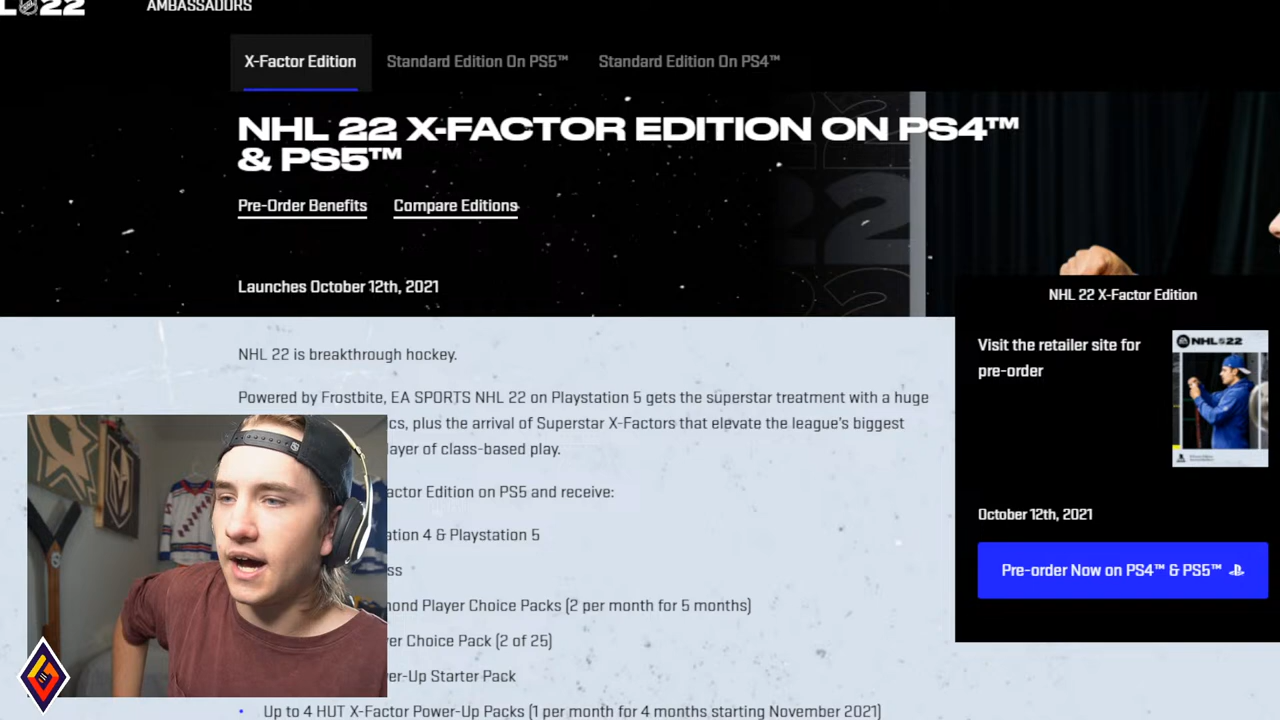 L 22
AMBASSADORS
X-Factor Edition Standard Edition On PS5™ Standard Edition On PS4™
NHL 22 X-FACTOR EDITION ON PS4™
& PS5™
Pre-Order Benefits Compare Editions
Launches October 12th, 2021
NHL 22 is breakthrough hockey.
Powered by Frostbite, EA SPORTS NHL 22 on Playstation 5 gets the superstar treatment with a huge
cs, plus the arrival of Superstar X-Factors that elevate the league's biggest
layer of class-based play.
actor Edition on PS5 and receive:
ation 4 & Playstation 5
ss
mond Player Choice Packs (2 per month for 5 months)
yer Choice Pack (2 of 25)
er-Up Starter Pack
• Up to 4 HUT X-Factor Power-Up Packs (1 per month for 4 months starting November 2021)
22
NHL 22 X-Factor Edition
Visit the retailer site for
pre-order
NHL 22
October 12th, 2021
Pre-order Now on PS4™ & PS5™